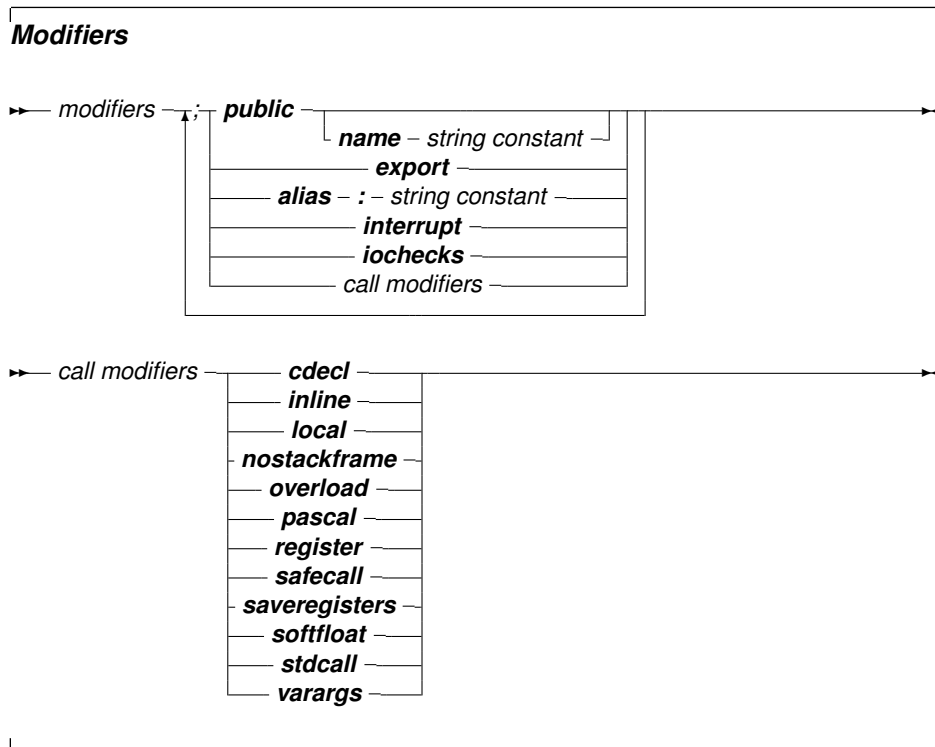 Modifiers
modifiers ; public
name string constant
export
alias : string constant
interrupt
iochecks
call modifiers
call modifiers cdecl
inline
local
nostackframe
overload
pascal
register
safecall
saveregisters
softfloat
stdcall
varargs